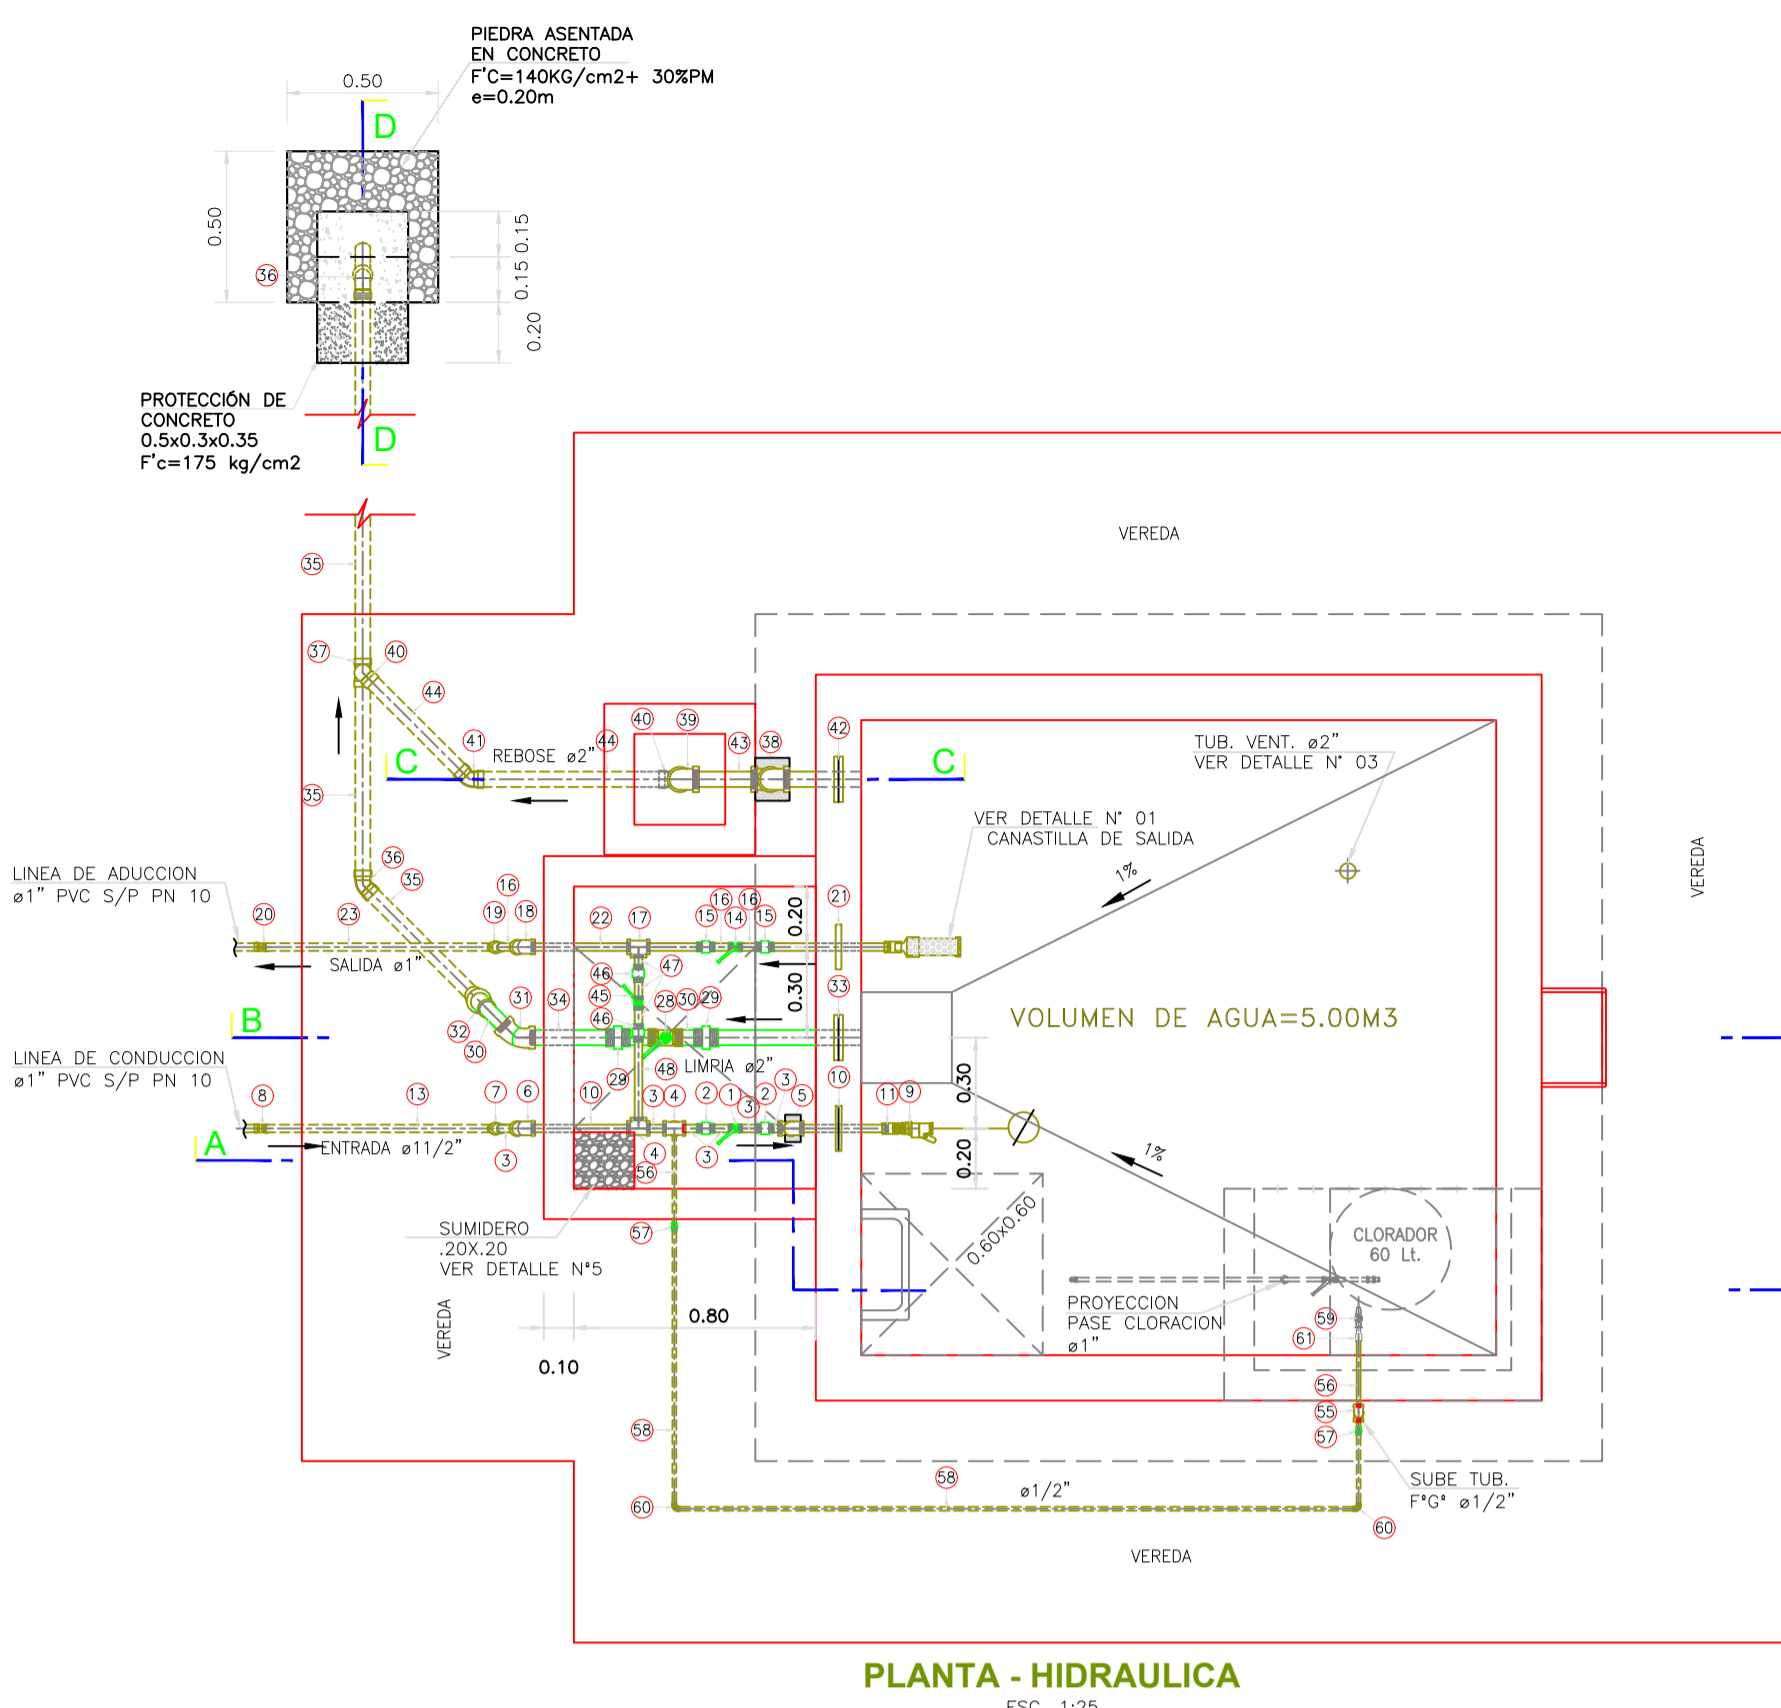 PIEDRA ASENTADA
EN CONCRETO
F'C=140KG/cm2+ 30%PM
e=0.20m
0.50
D
0.50
0.15
0.15
0.20
36
PROTECCIÓN DE
CONCRETO
0.5x0.3x0.35
F'c=175 kg/cm2
D
VEREDA
35
37
40
44
41
REBOSE ø2"
44
40
39
43
38
42
C
C
TUB. VENT. ø2"
VER DETALLE N° 03
35
VER DETALLE N° 01
CANASTILLA DE SALIDA
VEREDA
36
35
1%
LINEA DE ADUCCION
ø1" PVC S/P PN 10
20
23
19
16
18
22
17
15
16
14
16
15
0.20
21
SALIDA ø1"
46
47
45
28
30
29
0.30
33
B
32
30
31
34
46
29
LIMPIA ø2"
48
VOLUMEN DE AGUA=5.00M3
LINEA DE CONDUCCION
ø1" PVC S/P PN 10
8
13
7
6
10
3
4
2
1
3
2
3
5
10
11
9
0.30
A
ENTRADA ø11/2"
3
4
3
56
0.20
1%
SUMIDERO
.20X.20
VER DETALLE N°5
57
0.60x0.60
CLORADOR
60 Lt.
PROYECCION
PASE CLORACION
ø1"
59
61
VEREDA
0.80
0.10
56
55
57
58
58
ø1/2"
SUBE TUB.
F°G° ø1/2"
60
60
VEREDA
PLANTA - HIDRAULICA
ESC. 1:25